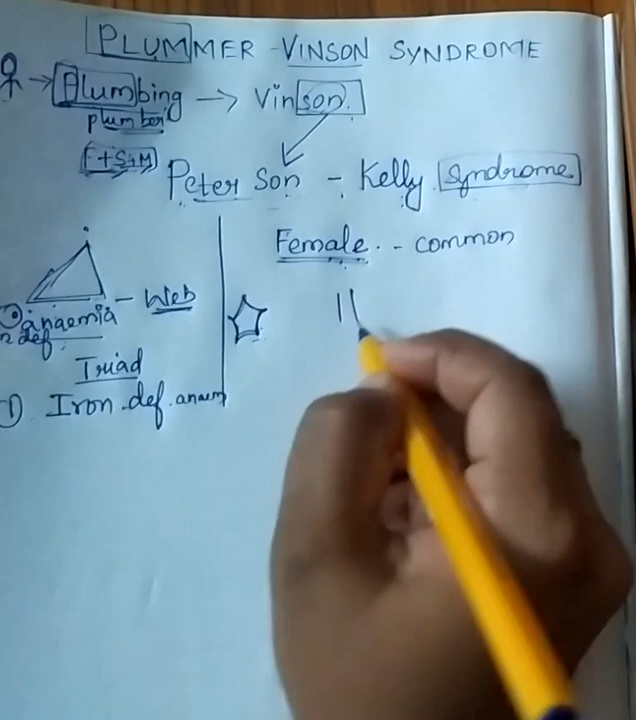 PLUMMER - VINSON SYNDROME
Plumbing → Vinson.
plumber
Peter Son - Kelly Syndrome
Female.. - common
- Web
anaemia
def
Triad
① Iron def. anaem